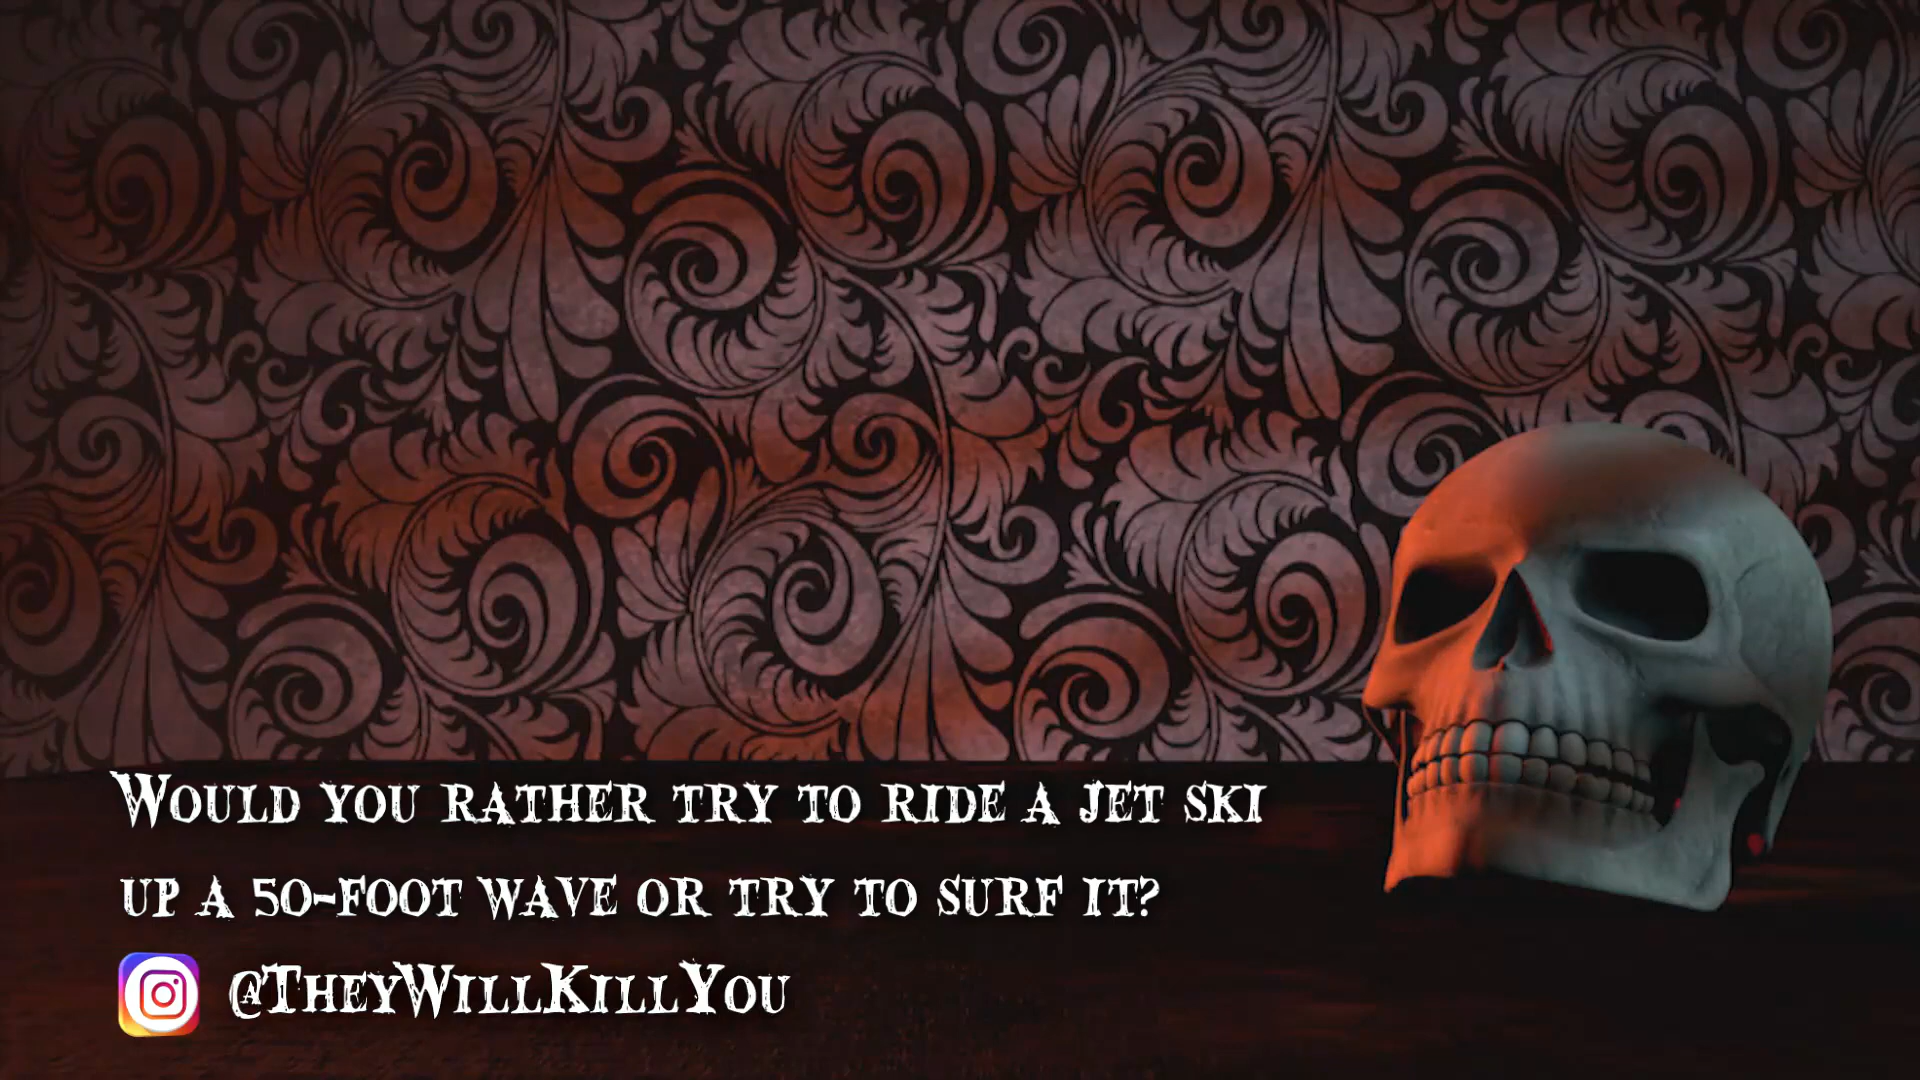 Would you rather try to ride a jet ski
up a 50-foot wave or try to surf it?
@TheyWillKillYou